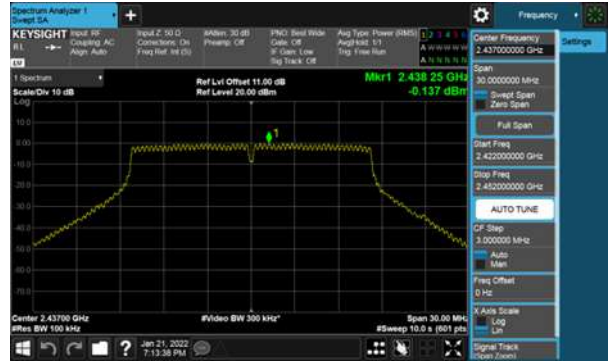 Spectrum Analyzer 1
Swept SA
+
Frequency
KEYSIGHT
Input: RF
Coupling: AC
Align: Auto
Input Z: 50 Ω
Corrections: On
Freq Ref: Int (S)
#Atten: 30 dB
Preamp: Off
PNO: Best Wide
Gate: Off
IF Gain: Low
Sig Track: Off
Avg Type: Power (RMS)
Avg|Hold: 1/1
Trig: Free Run
1 2 3 4 5 6
A W W W W W
A N N N N N
RL
LW
1 Spectrum
Scale/Div 10 dB
Log
Ref Lvl Offset 11.00 dB
Ref Level 20.00 dBm
Mkr1 2.438 25 GHz
-0.137 dBm
10.0
0.00
-10.0
-20.0
-30.0
-40.0
-50.0
-60.0
-70.0
1
Center 2.43700 GHz
#Res BW 100 kHz
#Video BW 300 kHz*
Span 30.00 MHz
#Sweep 10.0 s (601 pts)
Jan 21, 2022
7:13:38 PM
Center Frequency
2.437000000 GHz
Settings
Span
30.0000000 MHz
Swept Span
Zero Span
Full Span
Start Freq
2.422000000 GHz
Stop Freq
2.452000000 GHz
AUTO TUNE
CF Step
3.000000 MHz
Auto
Man
Freq Offset
0 Hz
X Axis Scale
Log
Lin
Signal Track
(Span Zoom)